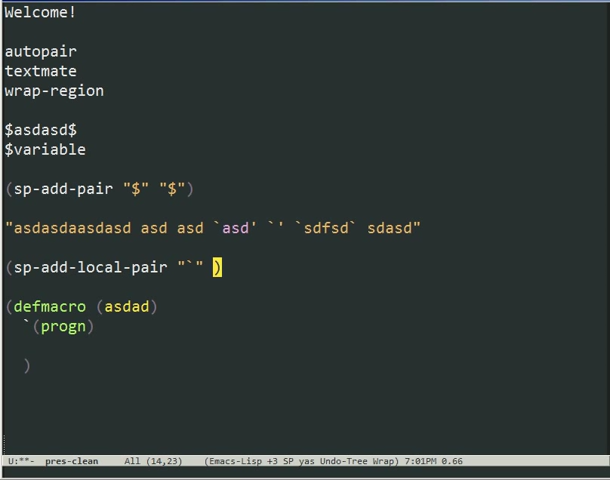 Welcome!
autopair
textmate
wrap-region
$asdasd$
$variable
(sp-add-pair "$" "$")
"asdasdaasdasd asd asd `asd' `' `sdfsd` sdasd"
(sp-add-local-pair "`" )
(defmacro (asdad)
`(progn)
)
U:**- pres-clean All (14,23) (Emacs-Lisp +3 SP yas Undo-Tree Wrap) 7:01PM 0.66